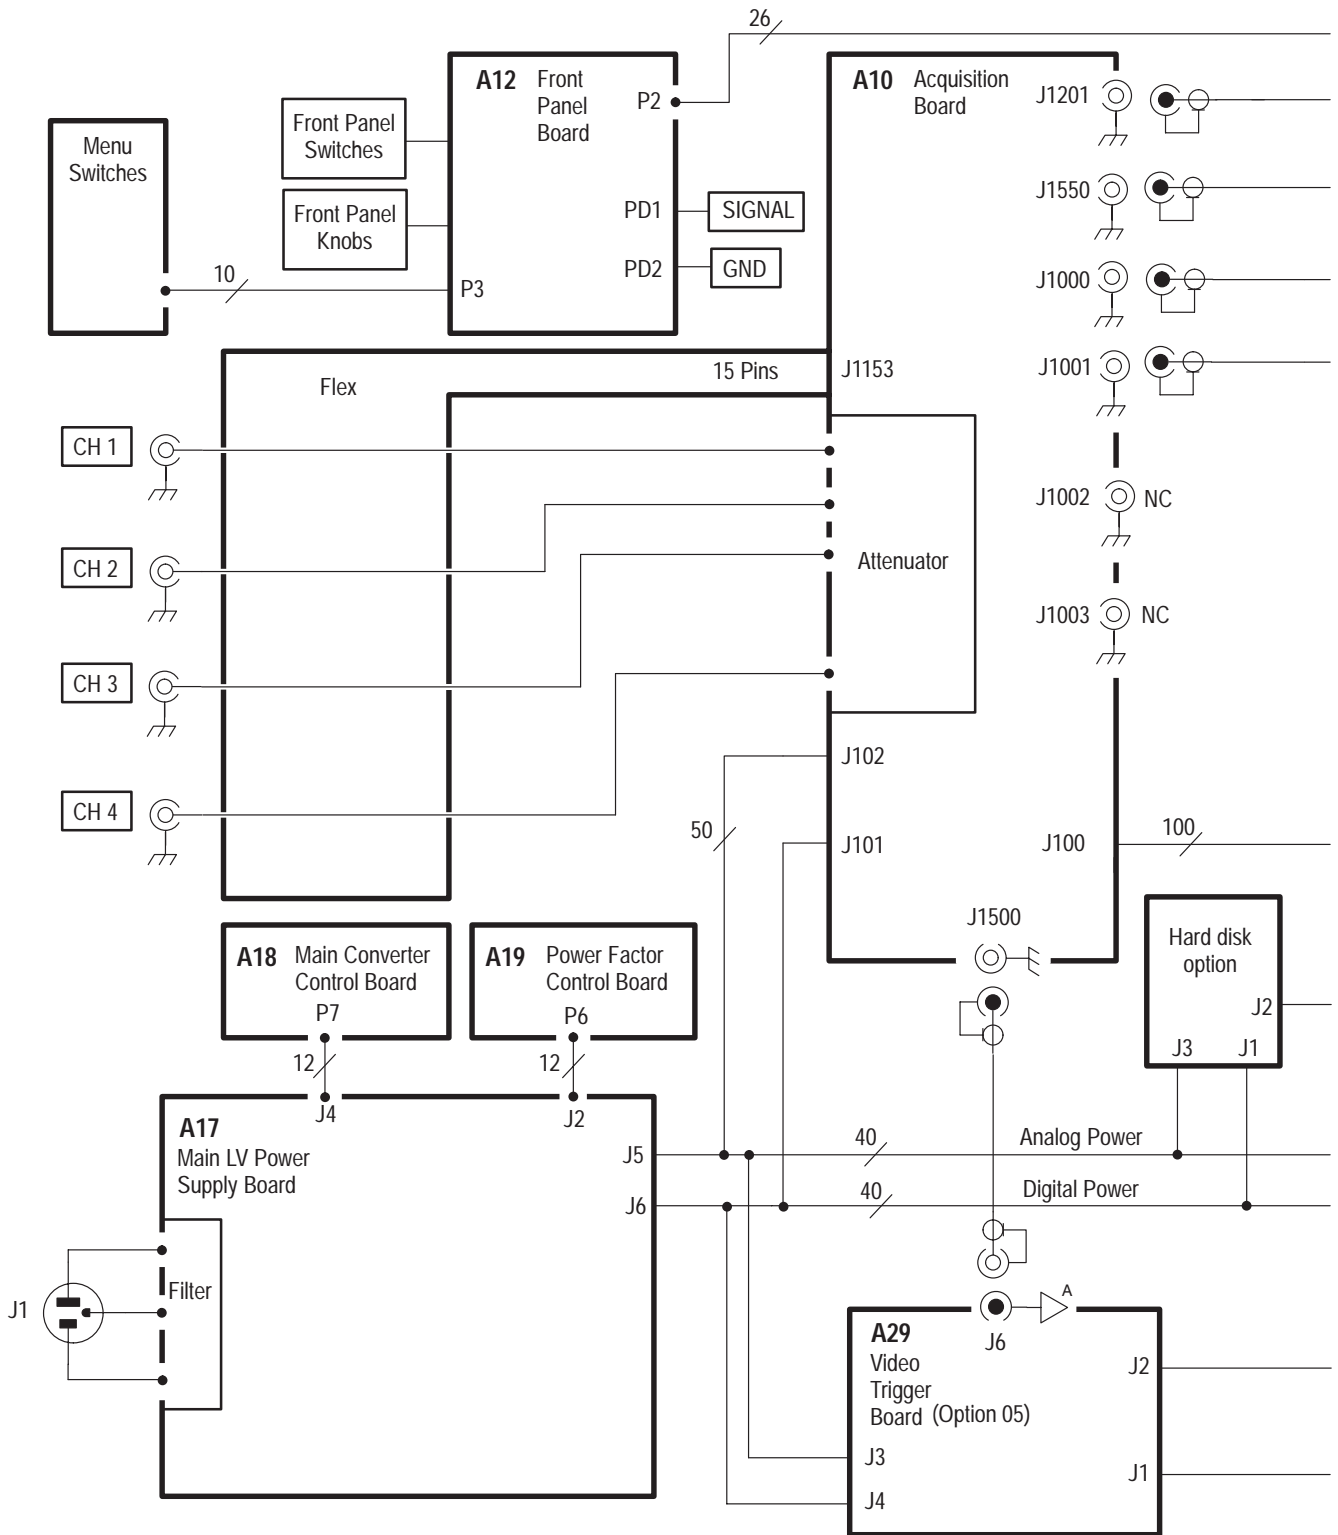 26
A12 Front
Panel
Board
P2
A10 Acquisition
Board
J1201
Front Panel
Switches
Menu
Switches
J1550
Front Panel
Knobs
PD1
SIGNAL
PD2
GND
10
P3
J1000
Flex
15 Pins
J1153
J1001
CH 1
J1002
NC
CH 2
Attenuator
J1003
NC
CH 3
J102
CH 4
50
J101
J100
100
J1500
A18 Main Converter
Control Board
P7
A19 Power Factor
Control Board
P6
Hard disk
option
J2
J3
J1
12
12
J4
J2
A17
Main LV Power
Supply Board
J5
40
Analog Power
J6
40
Digital Power
Filter
J1
A
J6
A29
Video
Trigger
Board (Option 05)
J2
J3
J1
J4